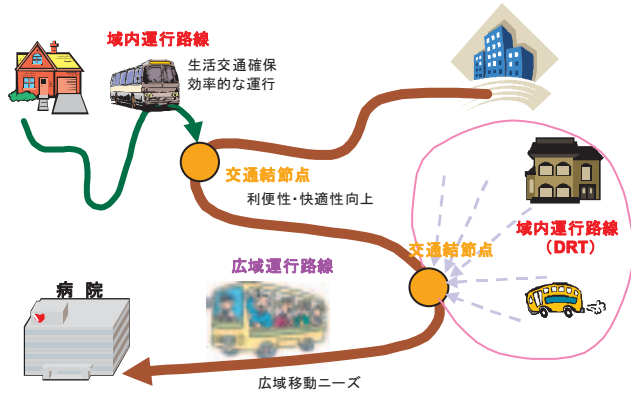 域内運行路線
生活交通確保
効率的な運行
交通結節点
利便性・快適性向上
域内運行路線
（DRT）
交通結節点
広域運行路線
病院
広域移動ニーズ